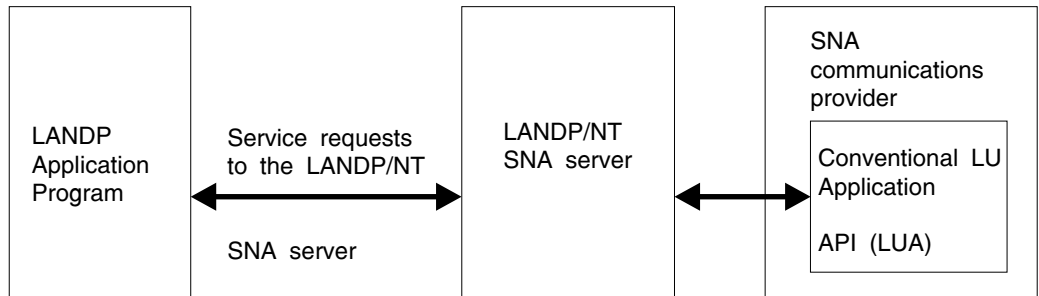 LANDP
Application
Program
Service requests
to the LANDP/NT
SNA server
LANDP/NT
SNA server
SNA
communications
provider
Conventional LU
Application
API (LUA)